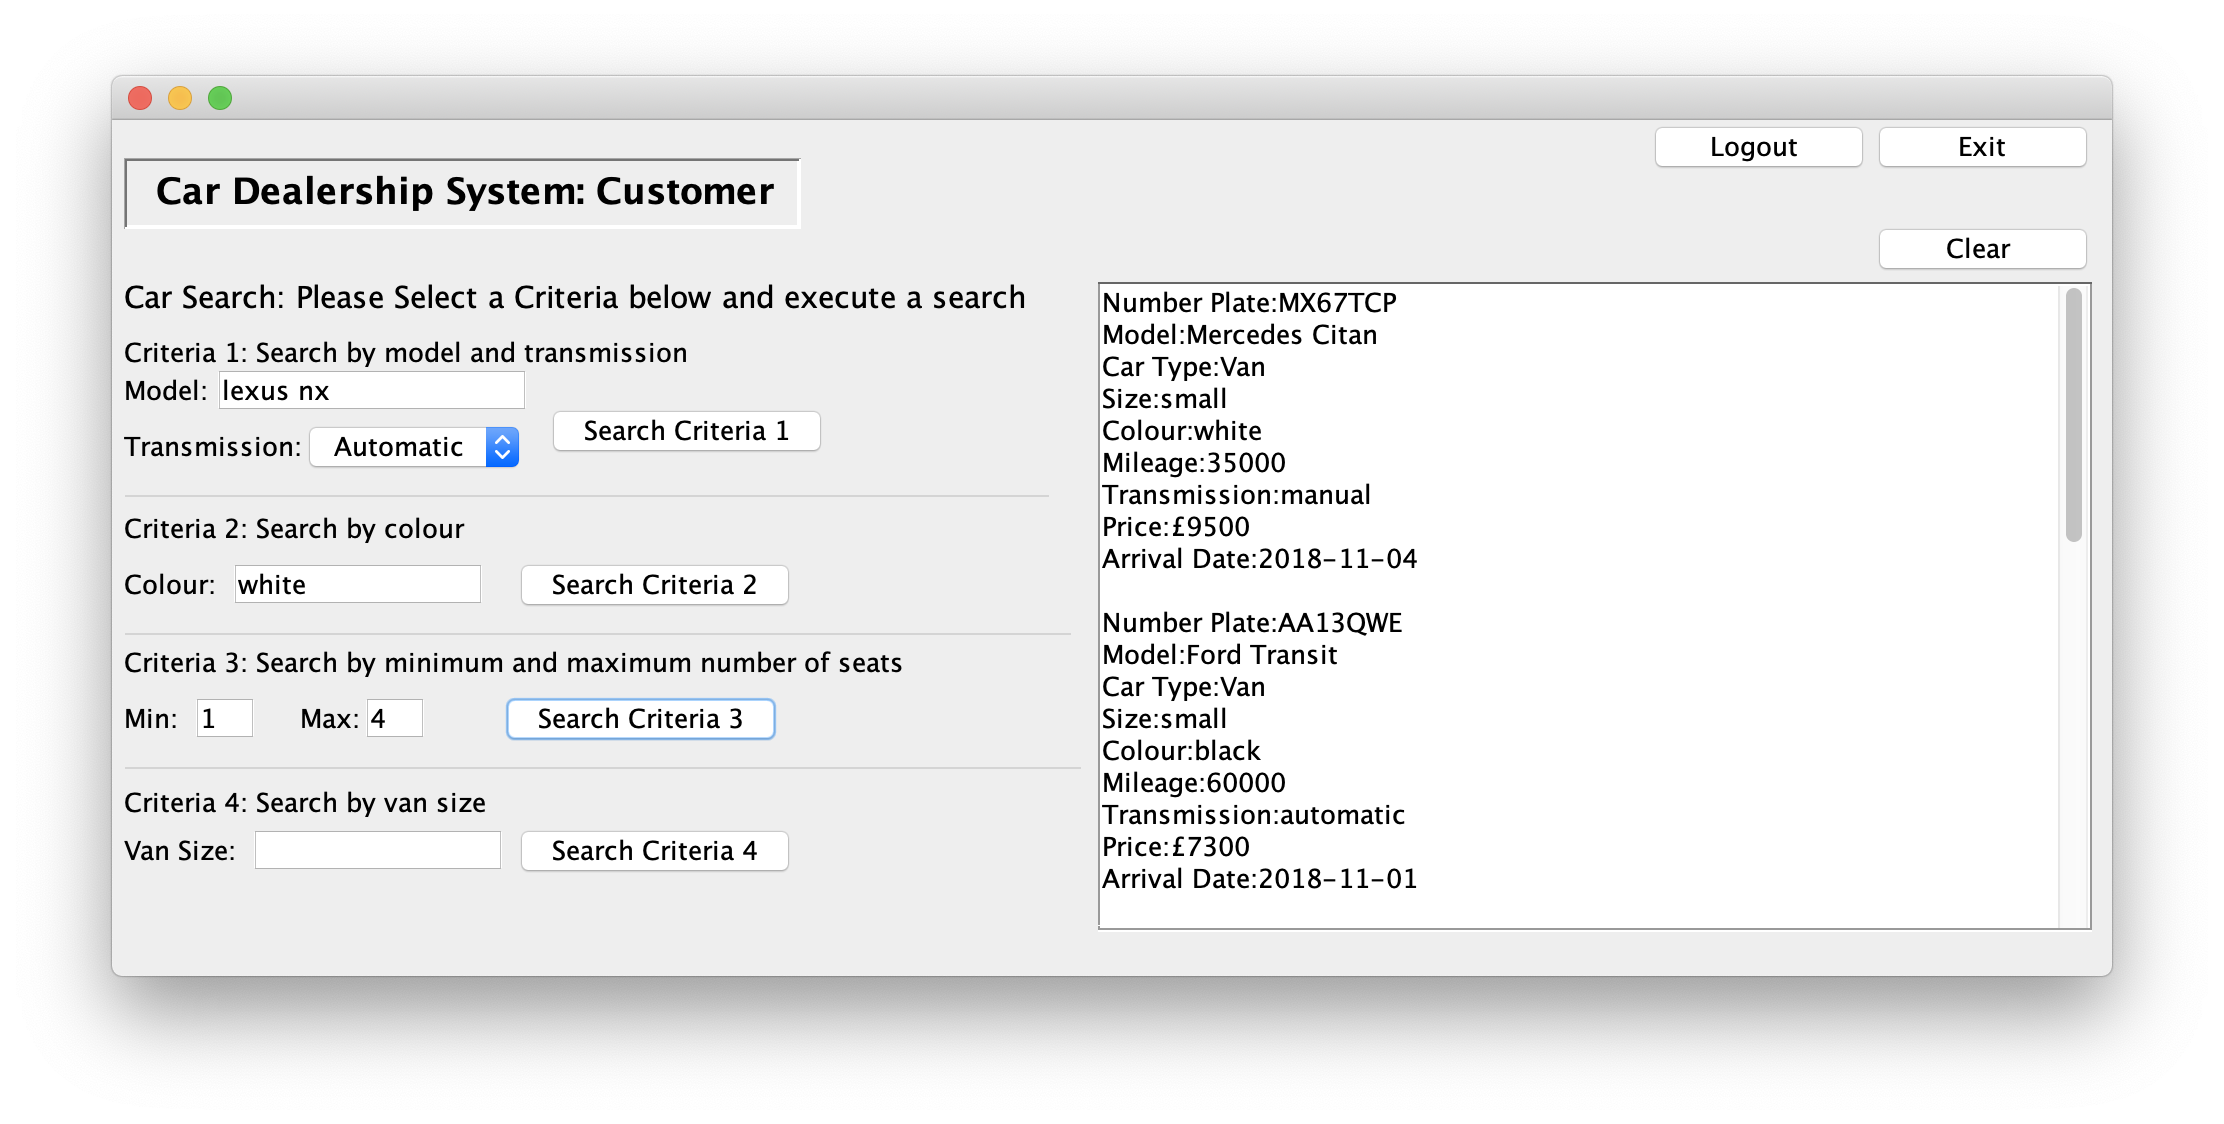 Logout Exit
Car Dealership System: Customer
Clear
Car Search: Please Select a Criteria below and execute a search
Criteria 1: Search by model and transmission
Model: lexus nx
Search Criteria 1
Transmission: Automatic
Criteria 2: Search by colour
Colour: white Search Criteria 2
Criteria 3: Search by minimum and maximum number of seats
Min: 1 Max: 4 Search Criteria 3
Criteria 4: Search by van size
Van Size: Search Criteria 4
Number Plate:MX67TCP
Model:Mercedes Citan
Car Type:Van
Size:small
Colour:white
Mileage:35000
Transmission:manual
Price:£9500
Arrival Date:2018-11-04
Number Plate:AA13QWE
Model:Ford Transit
Car Type:Van
Size:small
Colour:black
Mileage:60000
Transmission:automatic
Price:£7300
Arrival Date:2018-11-01